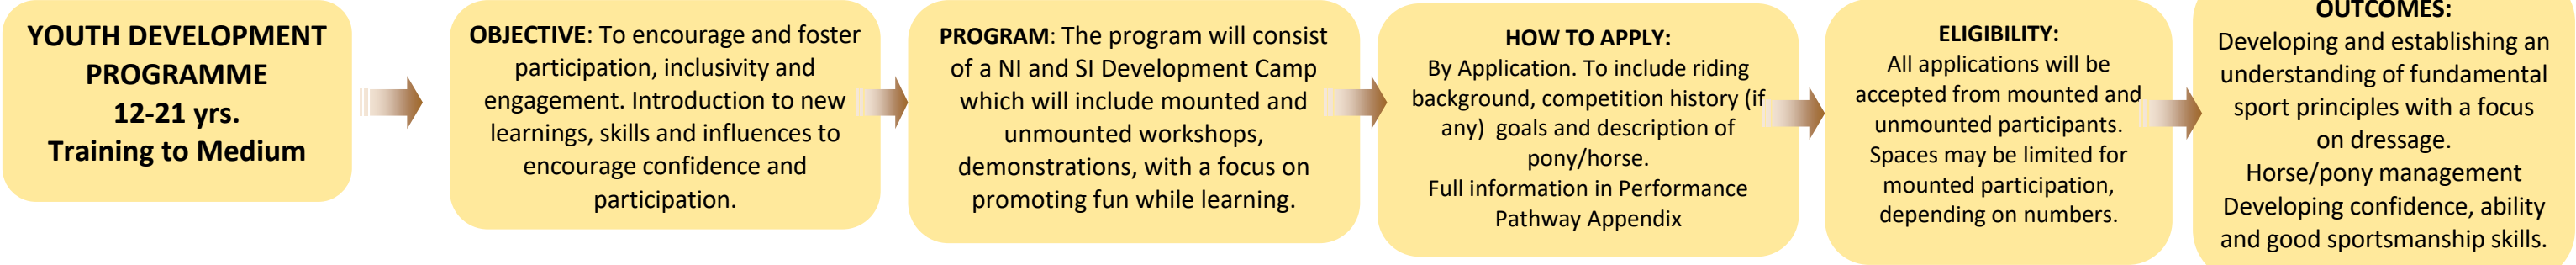 YOUTH DEVELOPMENT
PROGRAMME
12-21 yrs.
Training to Medium
OBJECTIVE: To encourage and foster
participation, inclusivity and
engagement. Introduction to new
learnings, skills and influences to
encourage confidence and
participation.
PROGRAM: The program will consist
of a NI and SI Development Camp
which will include mounted and
unmounted workshops,
demonstrations, with a focus on
promoting fun while learning.
HOW TO APPLY:
By Application. To include riding
background, competition history (if
any) goals and description of
pony/horse.
Full information in Performance
Pathway Appendix
ELIGIBILITY:
All applications will be
accepted from mounted and
unmounted participants.
Spaces may be limited for
mounted participation,
depending on numbers.
OUTCOMES:
Developing and establishing an
understanding of fundamental
sport principles with a focus
on dressage.
Horse/pony management
Developing confidence, ability
and good sportsmanship skills.